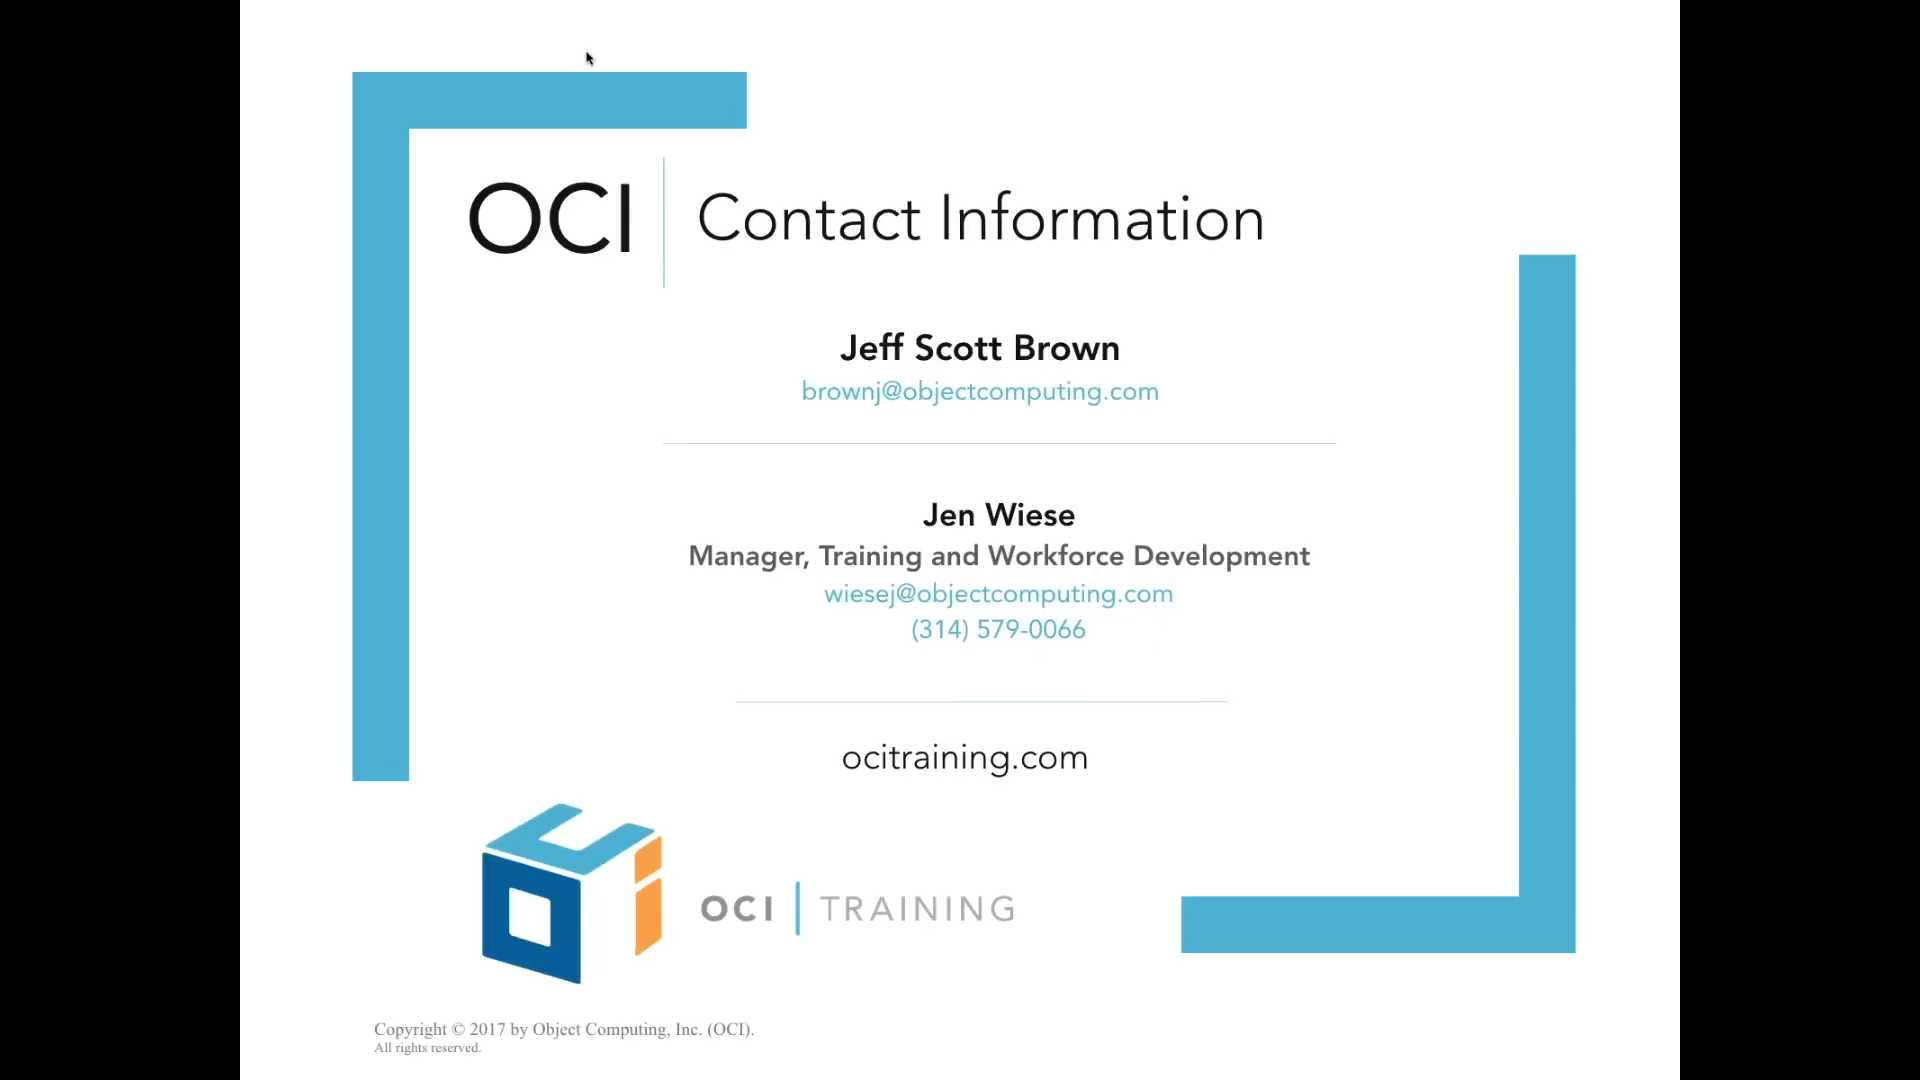 OCI | Contact Information
Jeff Scott Brown
brownj@objectcomputing.com
Jen Wiese
Manager, Training and Workforce Development
wiesej@objectcomputing.com
(314) 579-0066
ocitraining.com
OCI | TRAINING
Copyright © 2017 by Object Computing, Inc. (OCI).
All rights reserved.